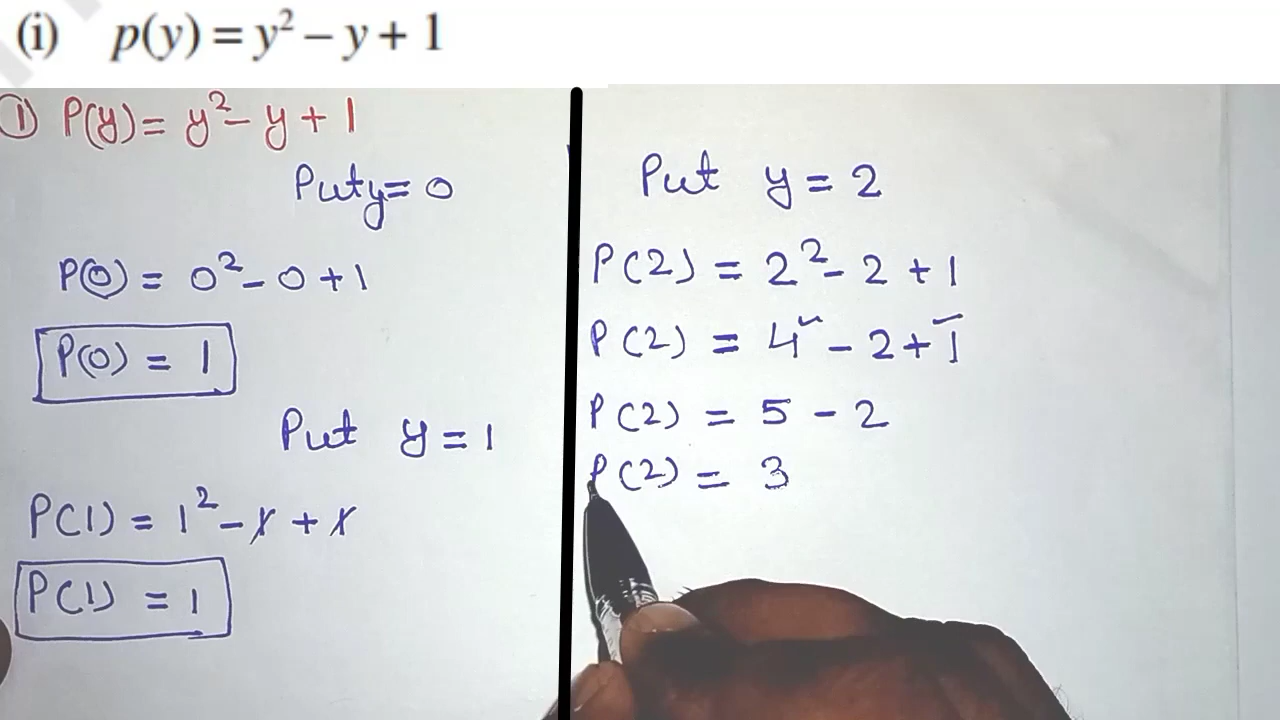 (i) p(y) = y² – y + 1
① P(y) = y² - y + 1
Put y = 0
P(0) = 0² - 0 + 1
P(0) = 1
Put y = 1
P(1) = 1² - 1 + 1
P(1) = 1
Put y = 2
P(2) = 2² - 2 + 1
P(2) = 4 - 2 + 1
P(2) = 5 - 2
P(2) = 3